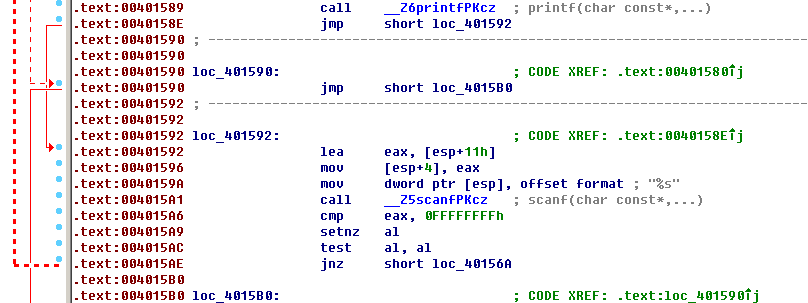 .text:00401589 call __Z6printfPKcz ; printf(char const*,...)
.text:0040158E jmp short loc_401592
.text:00401590 ; ---------------------------------------------------------------------------
.text:00401590
.text:00401590 loc_401590: ; CODE XREF: .text:00401580↑j
.text:00401590 jmp short loc_4015B0
.text:00401592 ; ---------------------------------------------------------------------------
.text:00401592
.text:00401592 loc_401592: ; CODE XREF: .text:0040158E↑j
.text:00401592 lea eax, [esp+11h]
.text:00401596 mov [esp+4], eax
.text:0040159A mov dword ptr [esp], offset format ; "%s"
.text:004015A1 call __Z5scanfPKcz ; scanf(char const*,...)
.text:004015A6 cmp eax, 0FFFFFFFFh
.text:004015A9 setnz al
.text:004015AC test al, al
.text:004015AE jnz short loc_40156A
.text:004015B0
.text:004015B0 loc_4015B0: ; CODE XREF: .text:loc_401590↑j